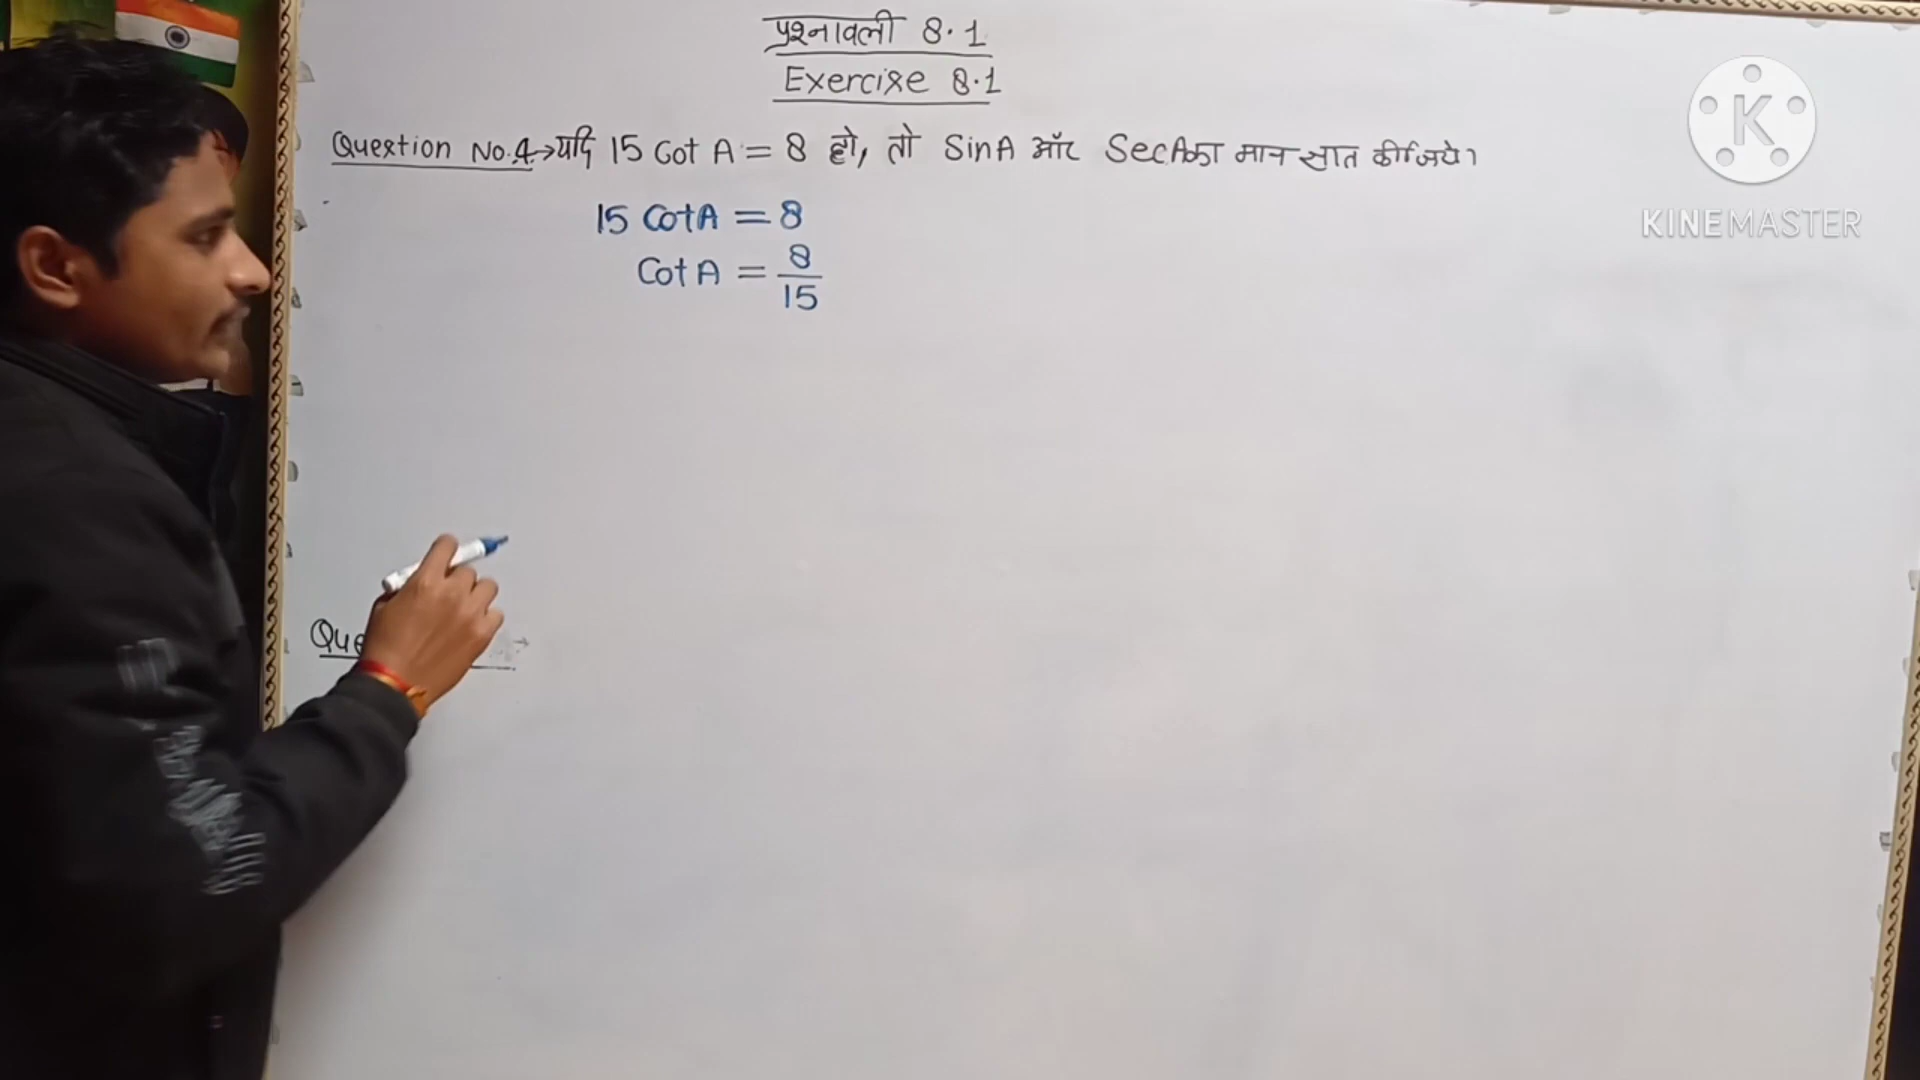 प्रश्नावली 8.1
Exercise 8.1
Question No.4→यदि 15 Cot A = 8 हो, तो SinA और SecA का मान ज्ञात कीजिये।
15 CotA = 8
Cot A = 8/15
K
KINEMASTER